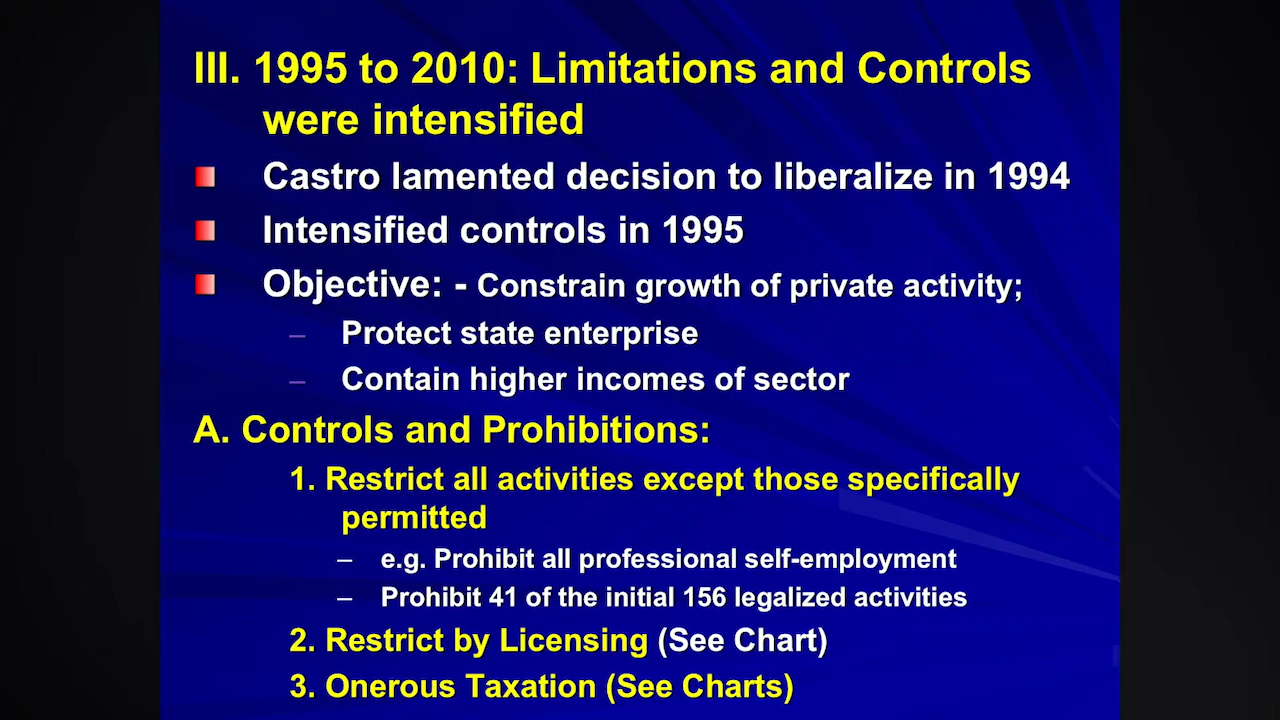 III. 1995 to 2010: Limitations and Controls
were intensified
Castro lamented decision to liberalize in 1994
Intensified controls in 1995
Objective: - Constrain growth of private activity;
– Protect state enterprise
– Contain higher incomes of sector
A. Controls and Prohibitions:
1. Restrict all activities except those specifically
permitted
– e.g. Prohibit all professional self-employment
– Prohibit 41 of the initial 156 legalized activities
2. Restrict by Licensing (See Chart)
3. Onerous Taxation (See Charts)